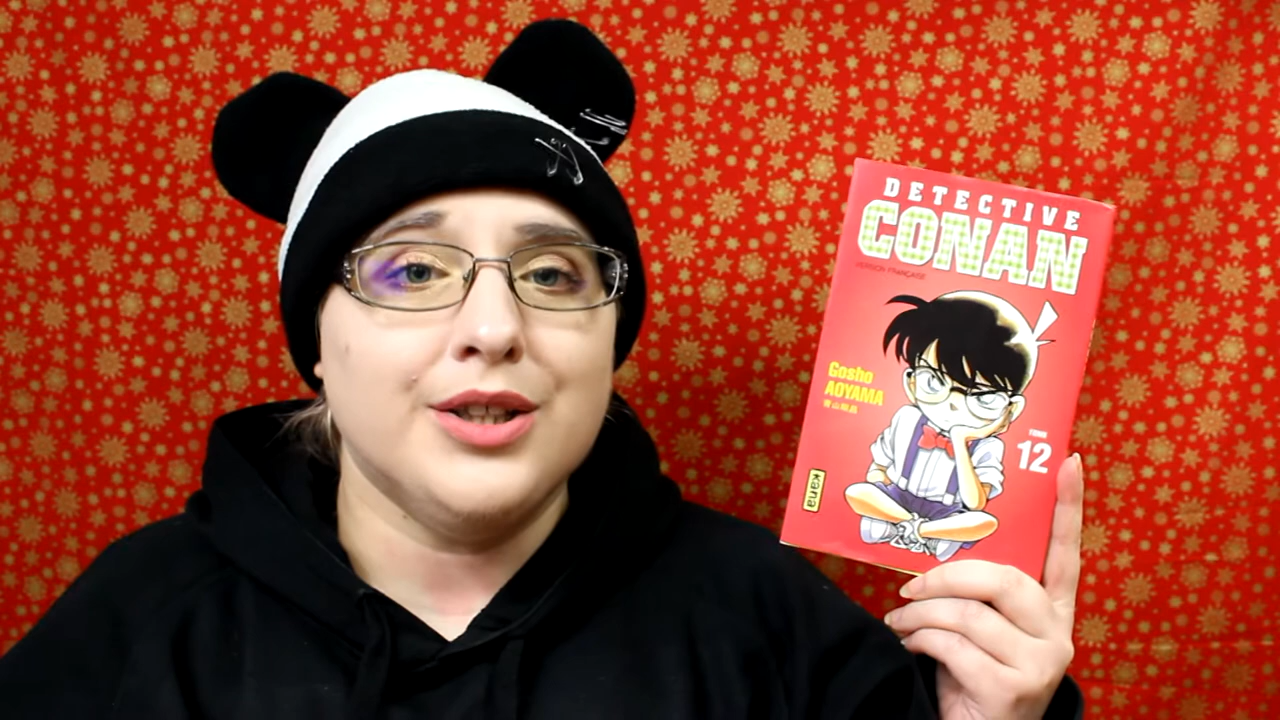 DETECTIVE
CONAN
VERSION FRANÇAISE
Gosho
AOYAMA
青山剛昌
TOME
12
kana